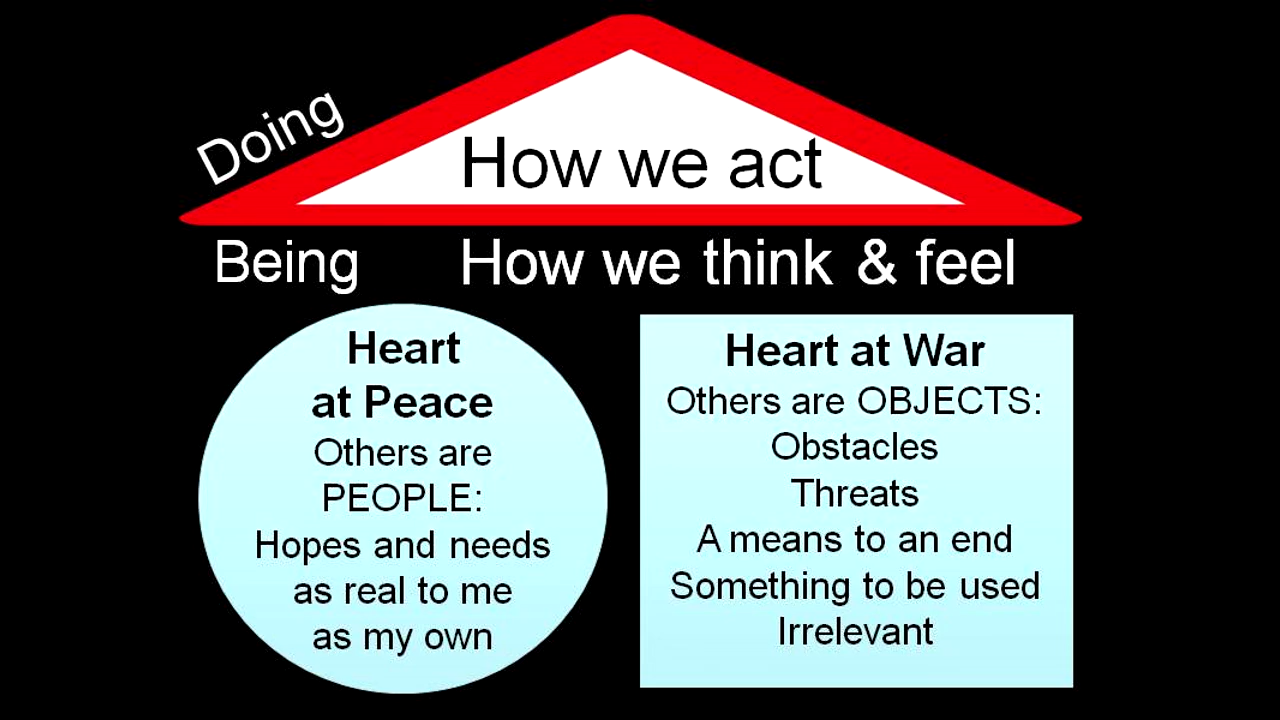 Doing
How we act
Being
How we think & feel
Heart
at Peace
Others are
PEOPLE:
Hopes and needs
as real to me
as my own
Heart at War
Others are OBJECTS:
Obstacles
Threats
A means to an end
Something to be used
Irrelevant